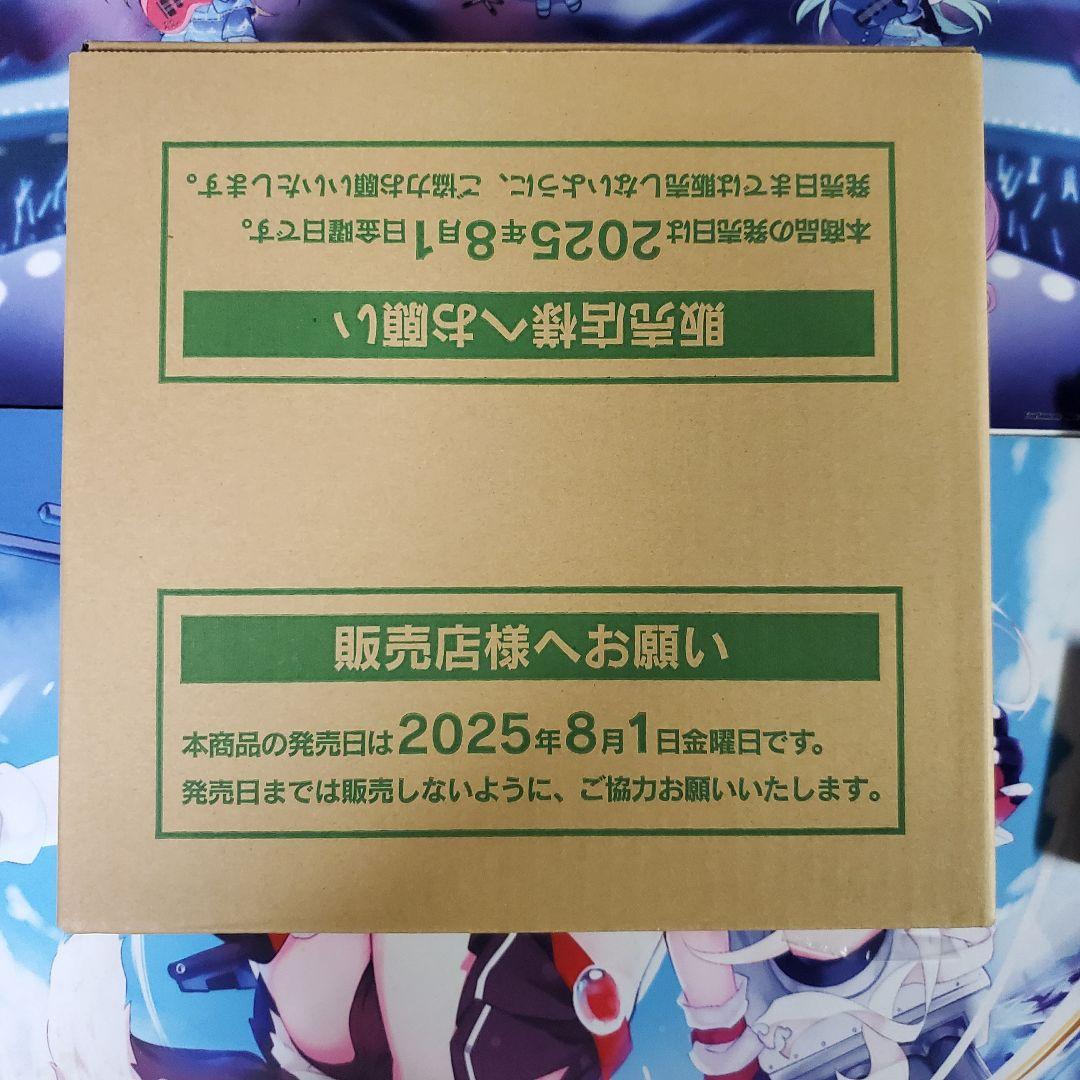 発売日までは販売しないように、ご協力お願いいたします。
本商品の発売日は2025年8月1日金曜日です。
販売店様へお願い
販売店様へお願い
本商品の発売日は2025年8月1日金曜日です。
発売日までは販売しないように、ご協力お願いいたします。